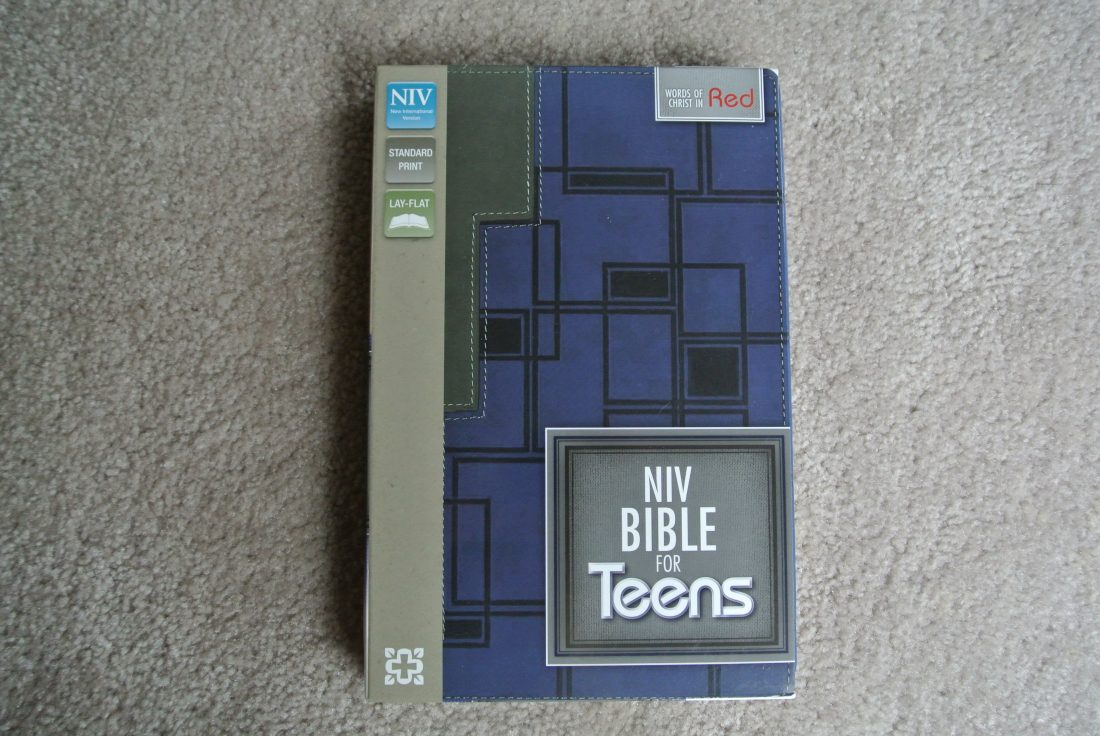 NIV
New International
Version
STANDARD
PRINT
LAY-FLAT
WORDS OF
CHRIST IN Red
NIV
BIBLE
FOR
Teens